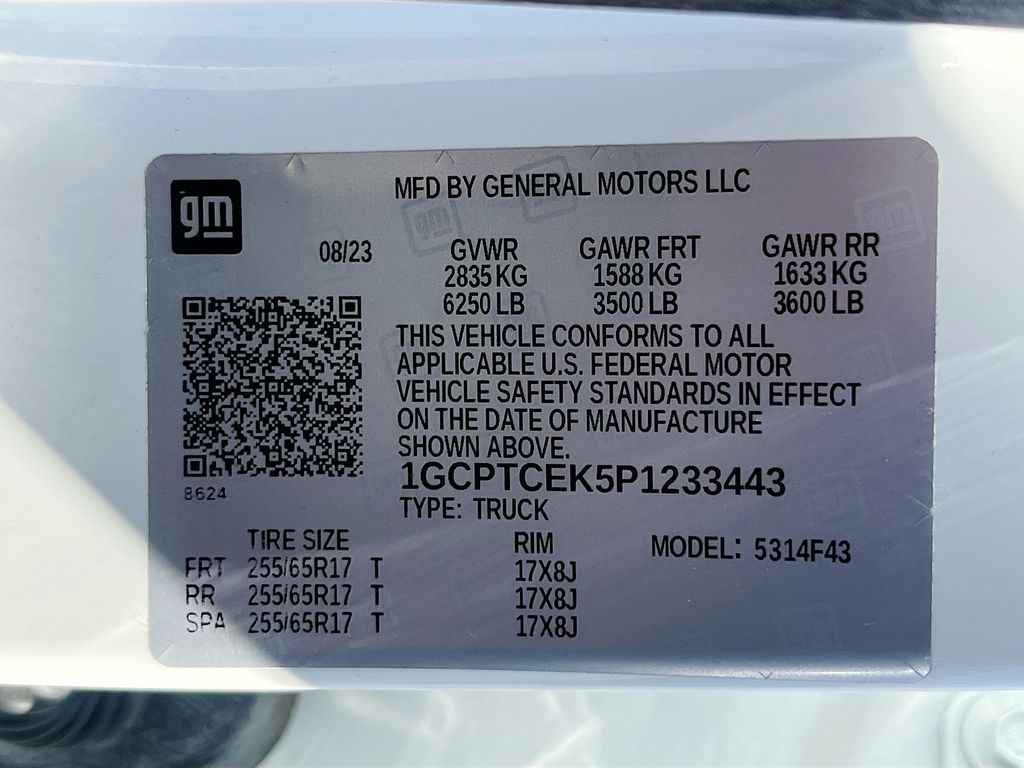 gm
MFD BY GENERAL MOTORS LLC
08/23 GVWR GAWR FRT GAWR RR
2835 KG 1588 KG 1633 KG
6250 LB 3500 LB 3600 LB
THIS VEHICLE CONFORMS TO ALL
APPLICABLE U.S. FEDERAL MOTOR
VEHICLE SAFETY STANDARDS IN EFFECT
ON THE DATE OF MANUFACTURE
SHOWN ABOVE.
1GCPTCEK5P1233443
8624
TYPE: TRUCK
TIRE SIZE RIM MODEL: 5314F43
FRT 255/65R17 T 17X8J
RR 255/65R17 T 17X8J
SPA 255/65R17 T 17X8J